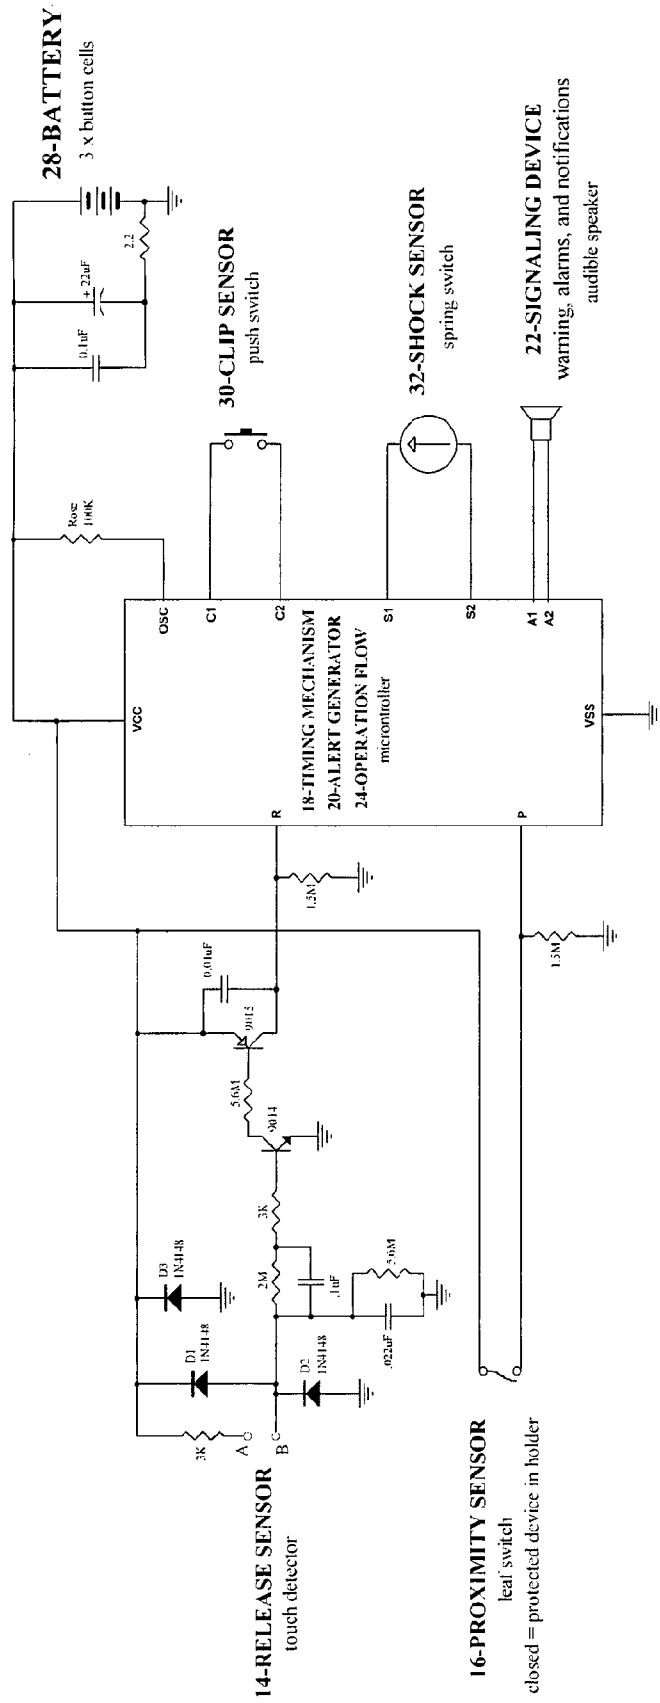 28-BATTERY
3 x button cells
2.2
+ 22uF
0.1uF
Rosc
100K
30-CLIP SENSOR
push switch
32-SHOCK SENSOR
spring switch
22-SIGNALING DEVICE
warning, alarms, and notifications
audible speaker
OSC
C1
C2
S1
S2
A1
A2
VCC
18-TIMING MECHANISM
20-ALERT GENERATOR
24-OPERATION FLOW
microntroller
VSS
R
P
1.5M
1.5M
0.01uF
9015
5.6M
9014
3K
2M
.1uF
5.6M
.022uF
D3
1N4148
D1
1N4148
D2
1N4148
3K
A
B
14-RELEASE SENSOR
touch detector
16-PROXIMITY SENSOR
leaf switch
closed = protected device in holder